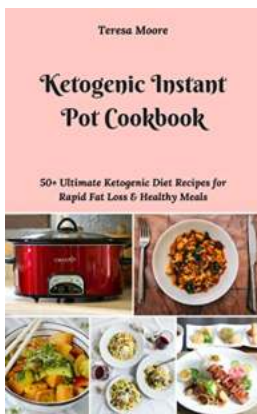 Teresa Moore
Ketogenic Instant
Pot Cookbook
50+ Ultimate Ketogenic Diet Recipes for
Rapid Fat Loss & Healthy Meals